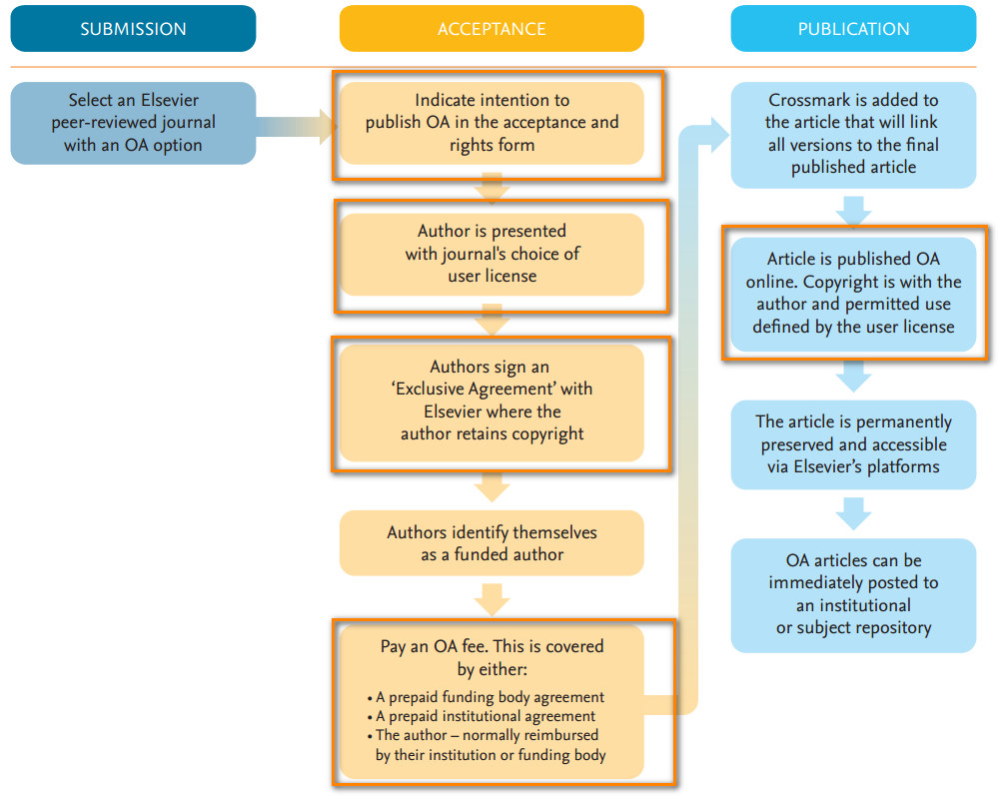 SUBMISSION
ACCEPTANCE
PUBLICATION
Select an Elsevier
peer-reviewed journal
with an OA option
Indicate intention to
publish OA in the acceptance and
rights form
Author is presented
with journal's choice of
user license
Authors sign an
‘Exclusive Agreement’ with
Elsevier where the
author retains copyright
Authors identify themselves
as a funded author
Pay an OA fee. This is covered
by either:
• A prepaid funding body agreement
• A prepaid institutional agreement
• The author – normally reimbursed
by their institution or funding body
Crossmark is added to
the article that will link
all versions to the final
published article
Article is published OA
online. Copyright is with the
author and permitted use
defined by the user license
The article is permanently
preserved and accessible
via Elsevier’s platforms
OA articles can be
immediately posted to
an institutional
or subject repository